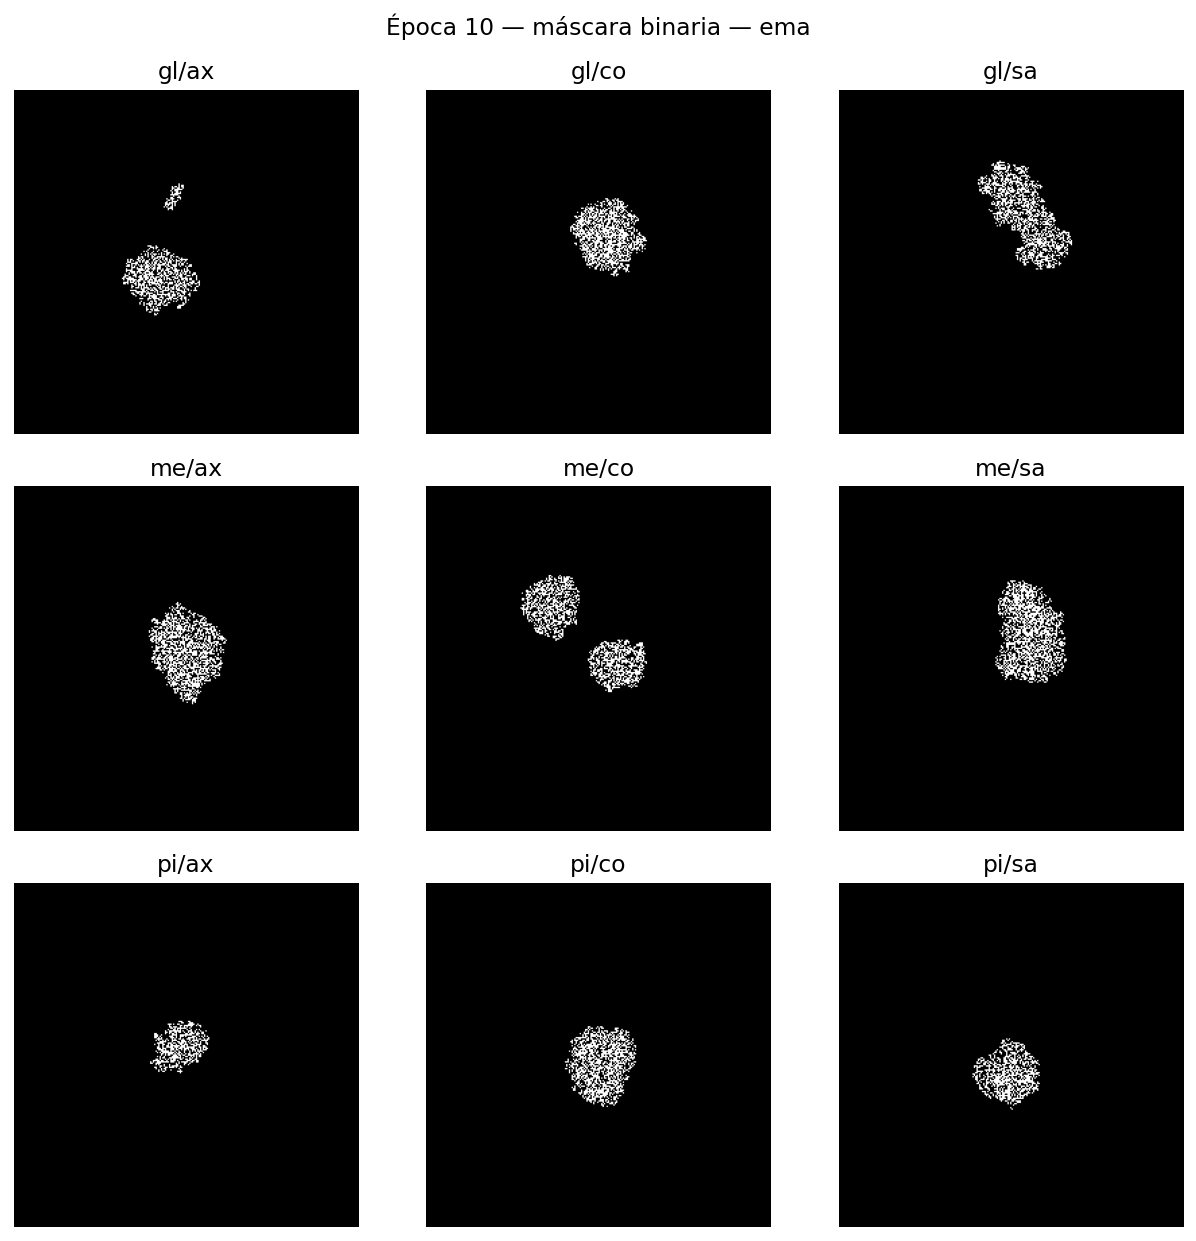 Época 10 — máscara binaria — ema
gl/ax
gl/co
gl/sa
me/ax
me/co
me/sa
pi/ax
pi/co
pi/sa